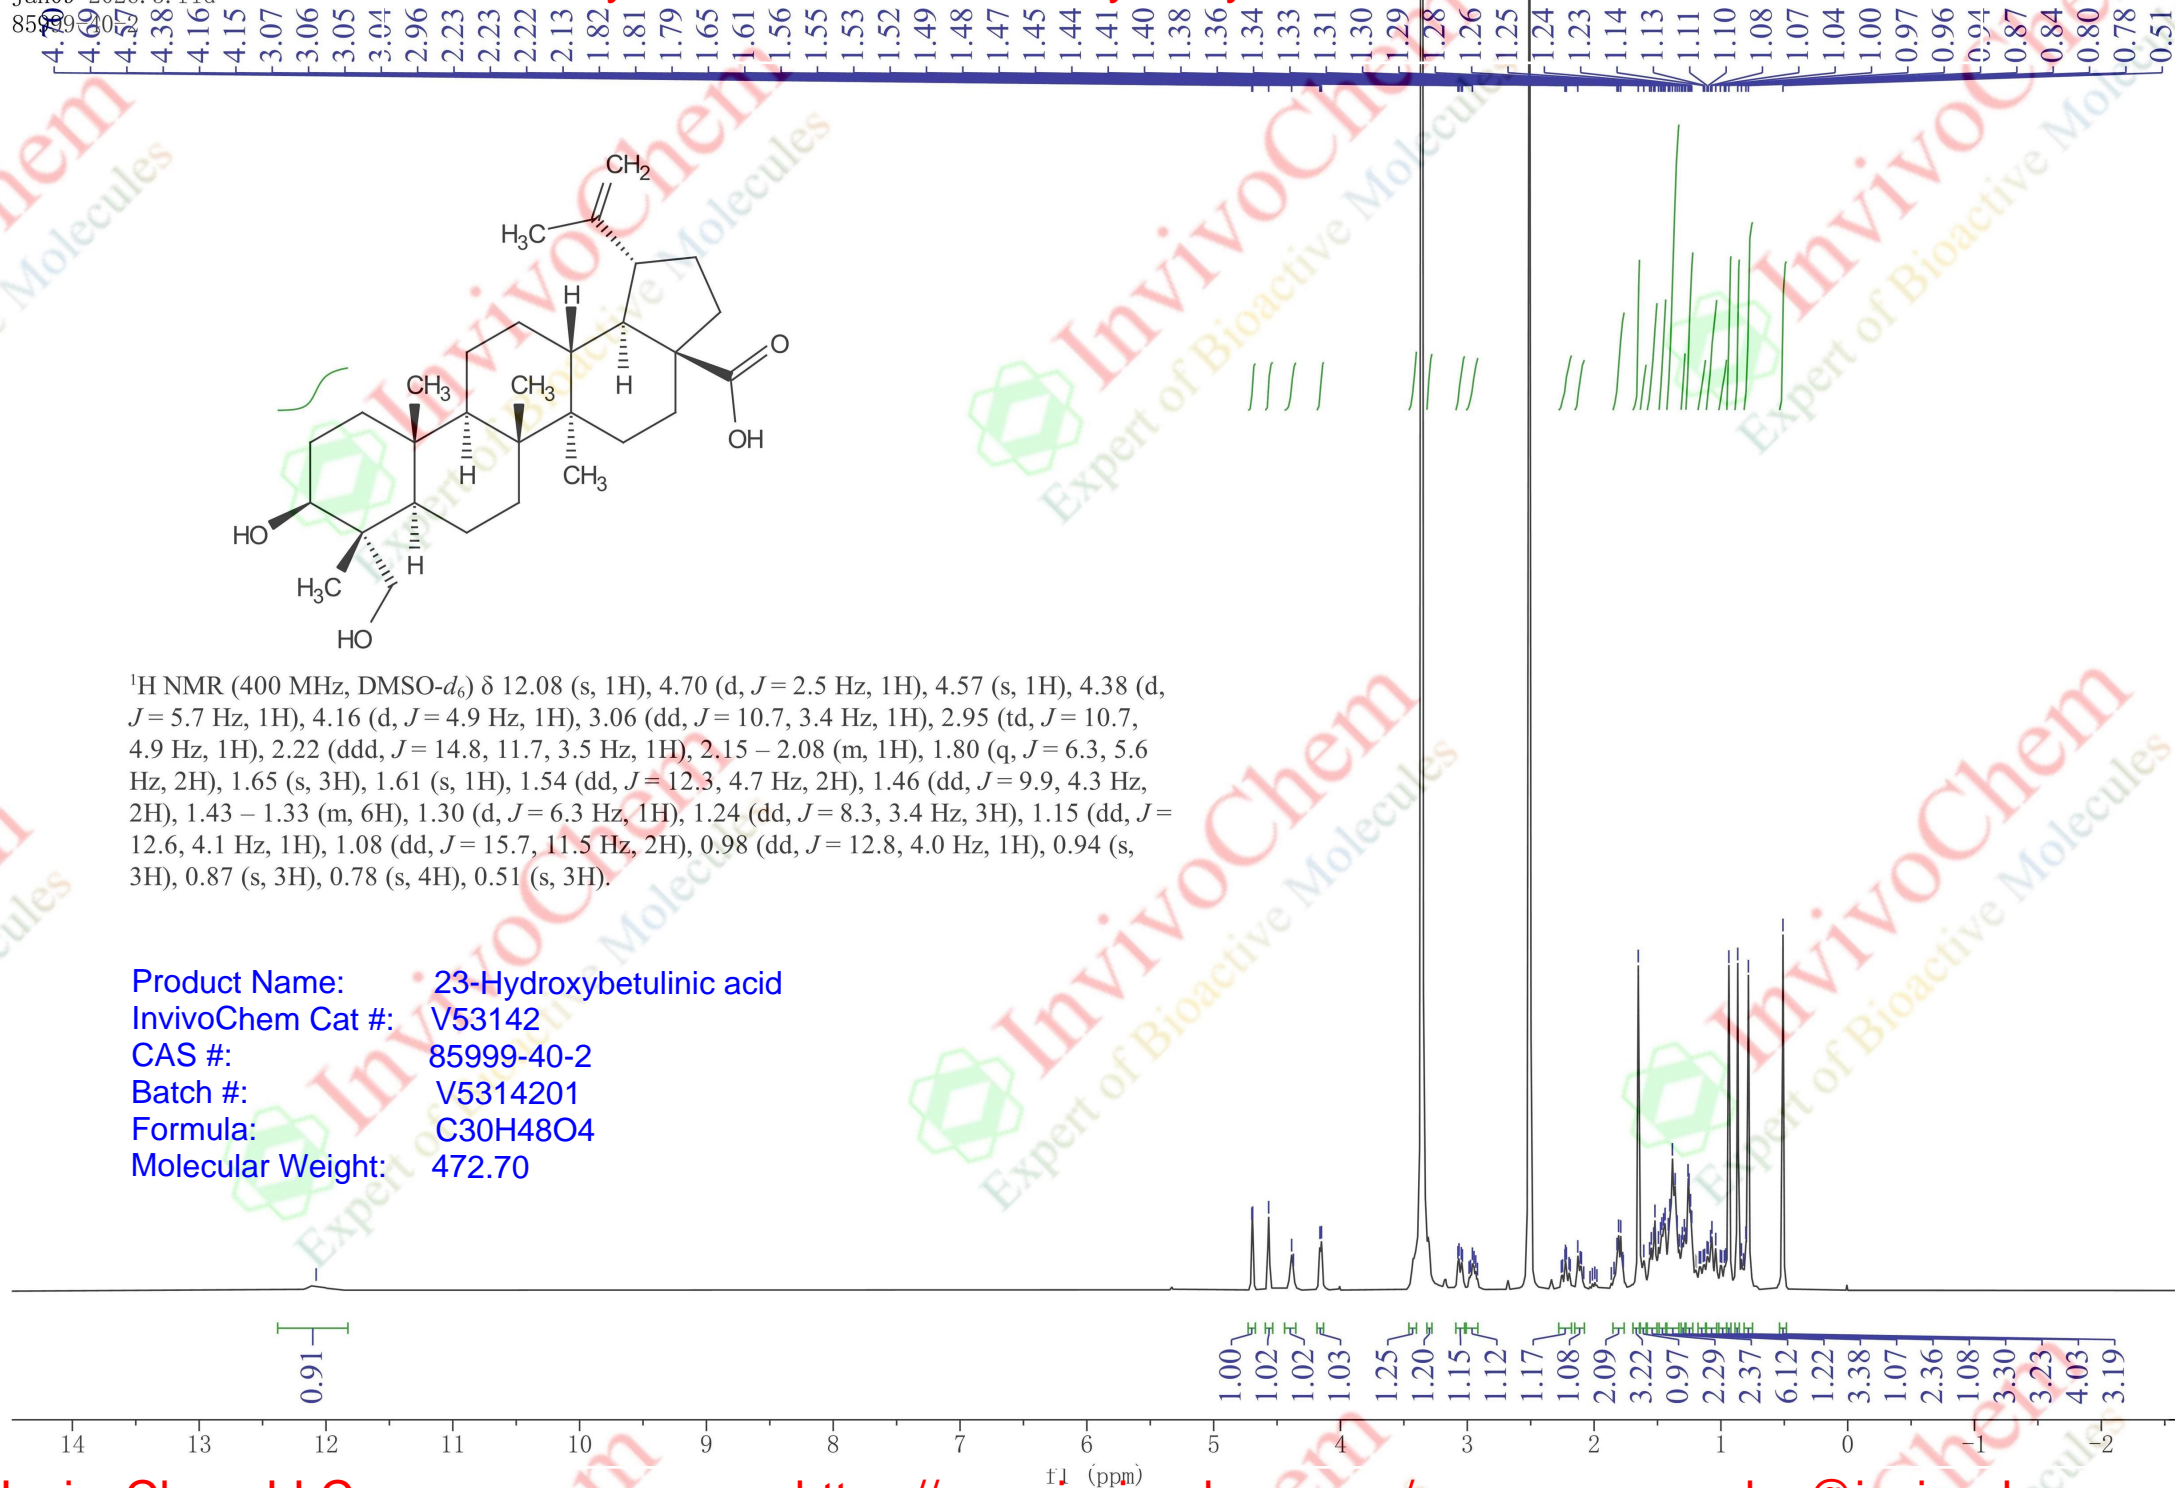 85999-40-2
4.70 4.69 4.57 4.38 4.16 4.15 3.07 3.06 3.05 3.04 2.96 2.23 2.23 2.22 2.13 1.82 1.81 1.79 1.65 1.61 1.56 1.55 1.53 1.52 1.49 1.48 1.47 1.45 1.44 1.41 1.40 1.38 1.36 1.34 1.33 1.31 1.30 1.29 1.28 1.26 1.25 1.24 1.23 1.14 1.13 1.11 1.10 1.08 1.07 1.04 1.00 0.97 0.96 0.94 0.87 0.84 0.80 0.78 0.51
CH2
H3C
H
O
CH3 CH3 H
OH
H CH3
HO
H
H3C
HO
1H NMR (400 MHz, DMSO-d6) δ 12.08 (s, 1H), 4.70 (d, J = 2.5 Hz, 1H), 4.57 (s, 1H), 4.38 (d,
J = 5.7 Hz, 1H), 4.16 (d, J = 4.9 Hz, 1H), 3.06 (dd, J = 10.7, 3.4 Hz, 1H), 2.95 (td, J = 10.7,
4.9 Hz, 1H), 2.22 (ddd, J = 14.8, 11.7, 3.5 Hz, 1H), 2.15 – 2.08 (m, 1H), 1.80 (q, J = 6.3, 5.6
Hz, 2H), 1.65 (s, 3H), 1.61 (s, 1H), 1.54 (dd, J = 12.3, 4.7 Hz, 2H), 1.46 (dd, J = 9.9, 4.3 Hz,
2H), 1.43 – 1.33 (m, 6H), 1.30 (d, J = 6.3 Hz, 1H), 1.24 (dd, J = 8.3, 3.4 Hz, 3H), 1.15 (dd, J =
12.6, 4.1 Hz, 1H), 1.08 (dd, J = 15.7, 11.5 Hz, 2H), 0.98 (dd, J = 12.8, 4.0 Hz, 1H), 0.94 (s,
3H), 0.87 (s, 3H), 0.78 (s, 4H), 0.51 (s, 3H).
Product Name: 23-Hydroxybetulinic acid
InvivoChem Cat #: V53142
CAS #: 85999-40-2
Batch #: V5314201
Formula: C30H48O4
Molecular Weight: 472.70
0.91 1.00 1.02 1.02 1.03 1.25 1.20 1.15 1.12 1.17 1.08 2.09 3.22 0.97 2.29 2.37 6.12 1.22 3.38 1.07 2.36 1.08 3.30 3.23 4.03 3.19
14 13 12 11 10 9 8 7 6 5 4 3 2 1 0 -1 -2
f1 (ppm)
InvivoChem
Expert of Bioactive Molecules